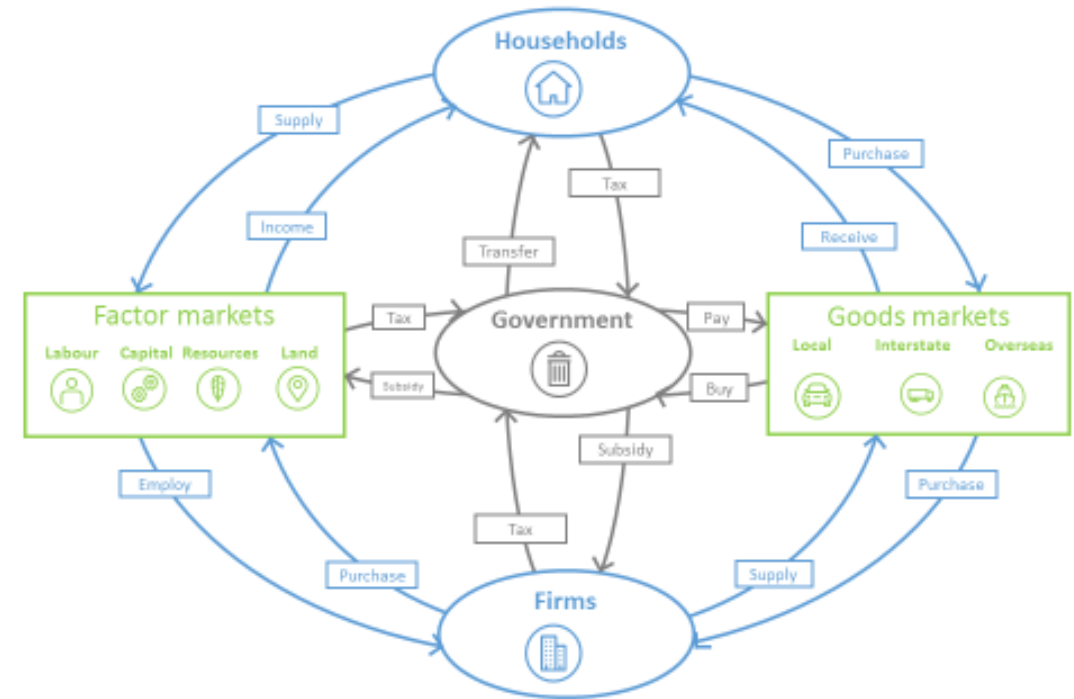 Households
Supply
Purchase
Tax
Income
Receive
Transfer
Factor markets
Labour Capital Resources Land
Tax
Government
Pay
Goods markets
Local Interstate Overseas
Subsidy
Buy
Subsidy
Employ
Purchase
Tax
Purchase
Supply
Firms